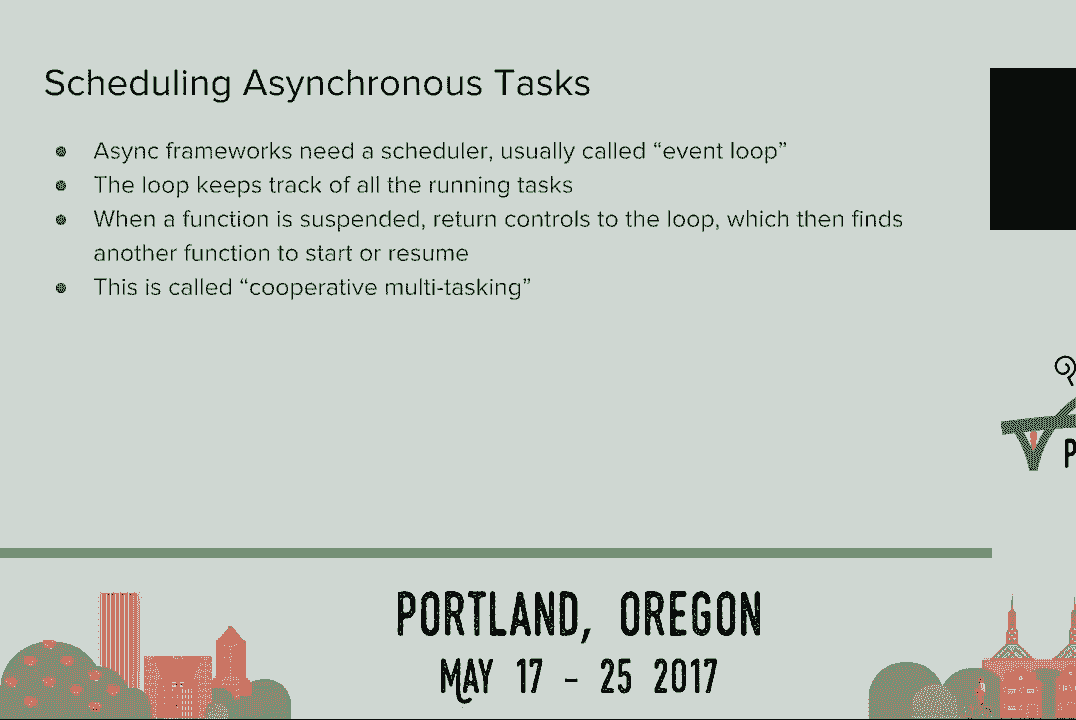 Scheduling Asynchronous Tasks
● Async frameworks need a scheduler, usually called “event loop”
● The loop keeps track of all the running tasks
● When a function is suspended, return controls to the loop, which then finds
another function to start or resume
● This is called “cooperative multi-tasking”
P
PORTLAND, OREGON
MAY 17 - 25 2017